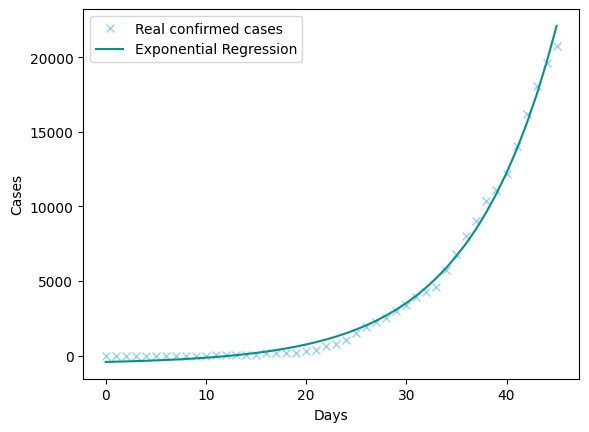 Real confirmed cases
Exponential Regression
20000
15000
10000
5000
0
Cases
0 10 20 30 40
Days